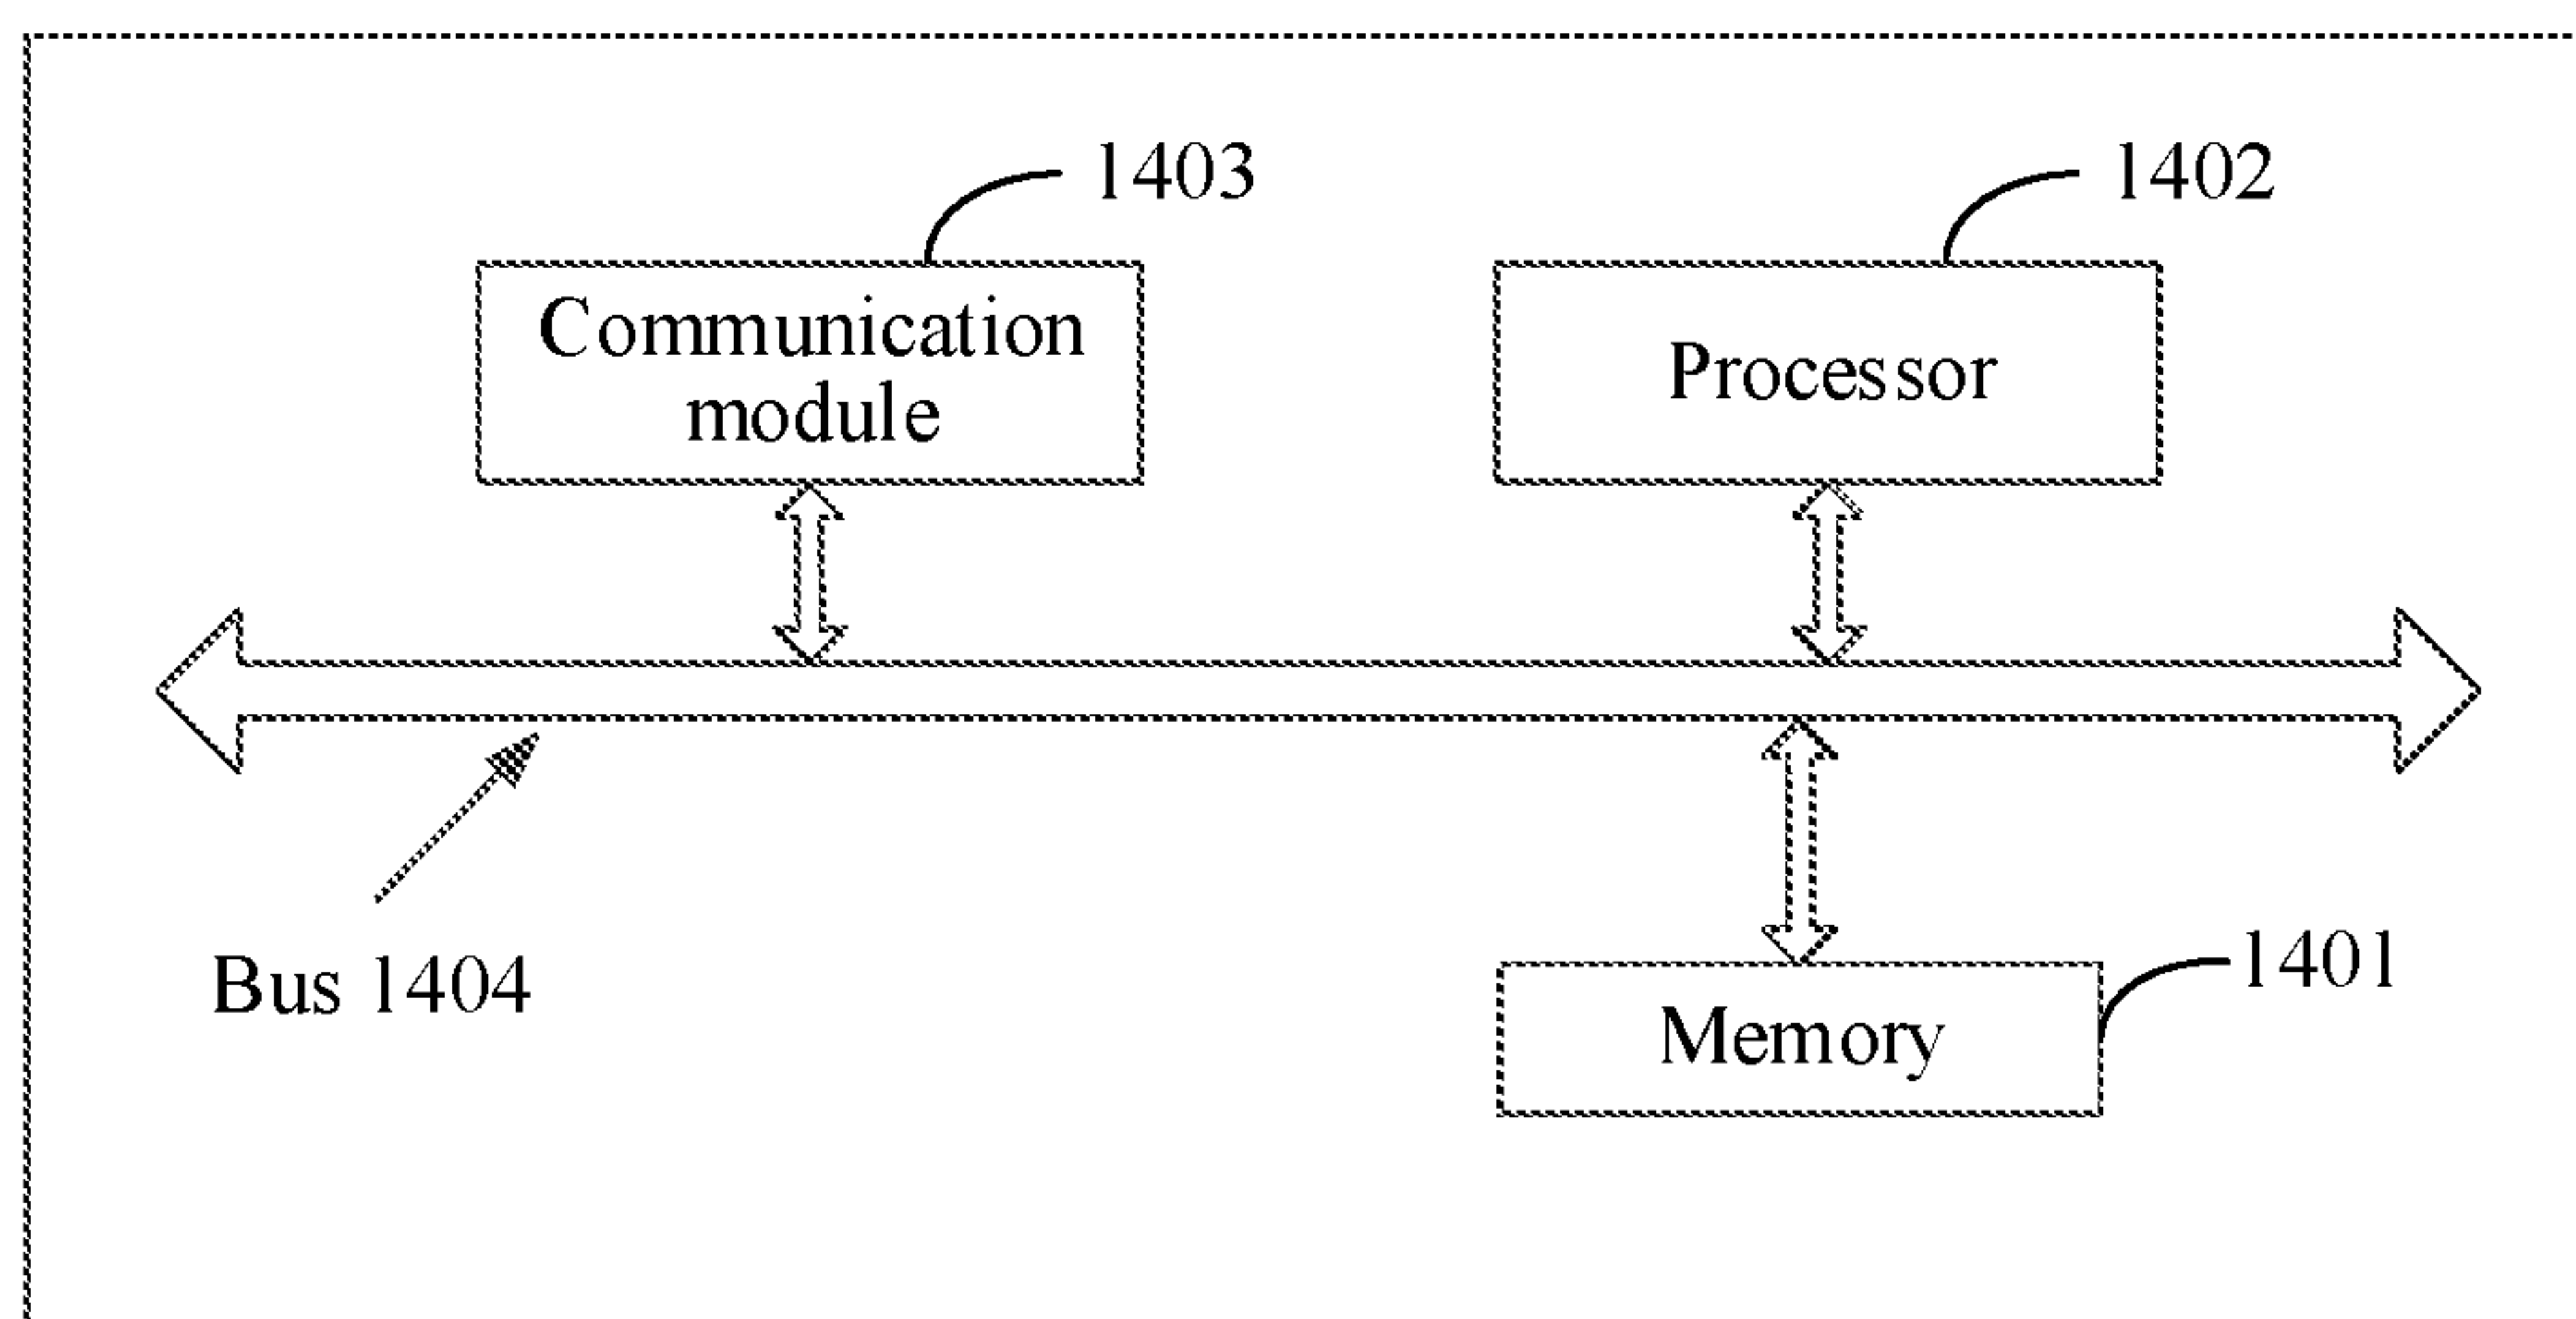 1403
1402
Communication
module
Processor
Bus 1404
1401
Memory